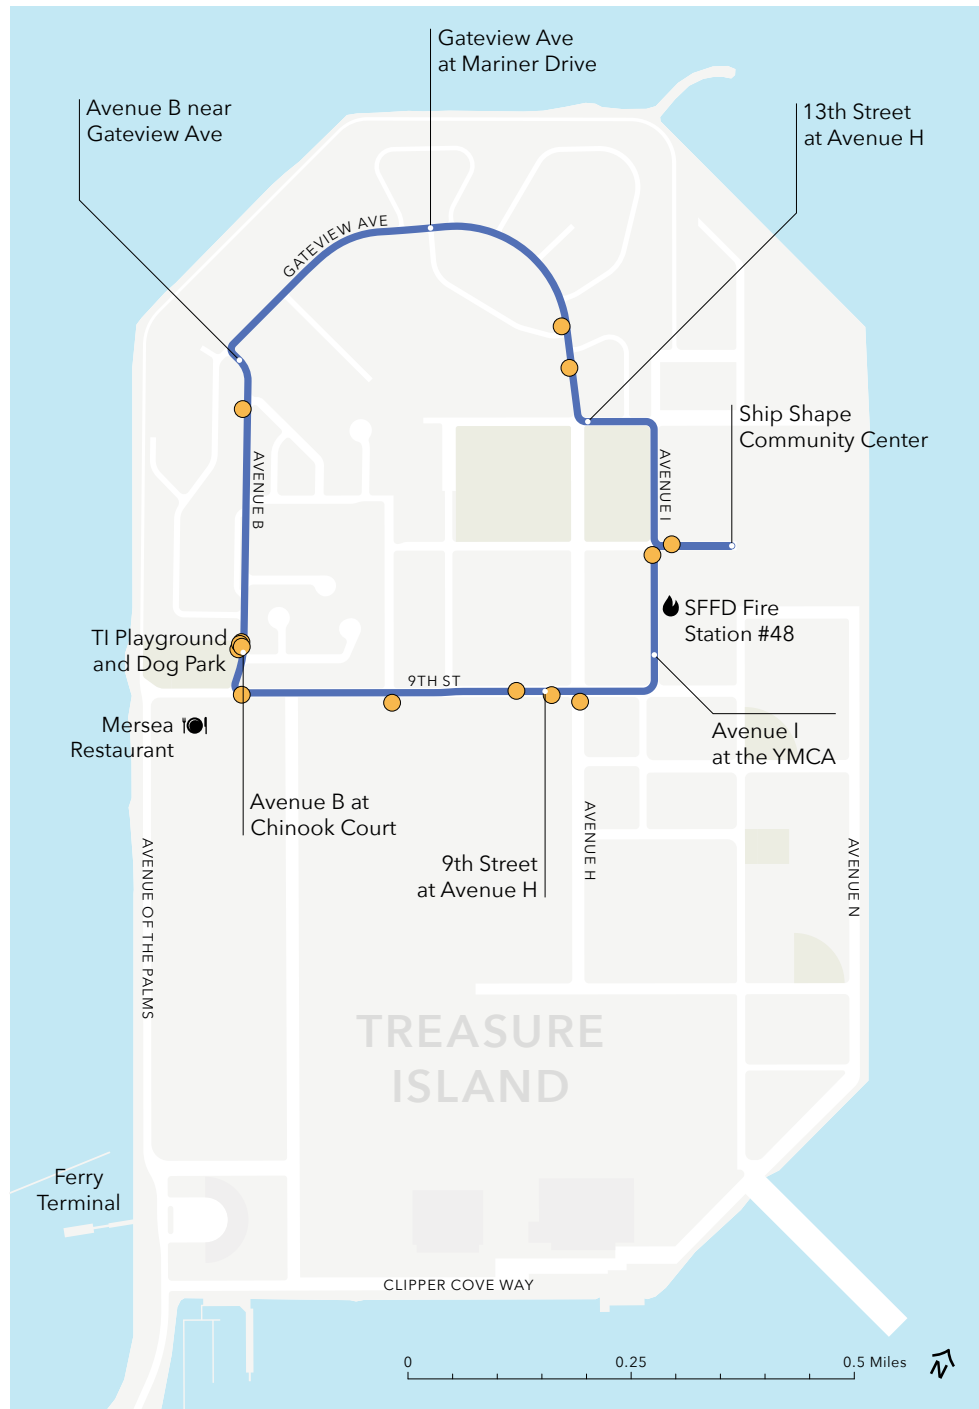 Gateview Ave
at Mariner Drive
Avenue B near
Gateview Ave
13th Street
at Avenue H
GATEVIEW AVE
Ship Shape
Community Center
AVENUE B
AVENUE I
SFFD Fire
Station #48
TI Playground
and Dog Park
9TH ST
Mersea
Restaurant
Avenue I
at the YMCA
Avenue B at
Chinook Court
9th Street
at Avenue H
AVENUE H
AVENUE OF THE PALMS
AVENUE N
TREASURE
ISLAND
Ferry
Terminal
CLIPPER COVE WAY
0 0.25 0.5 Miles
N